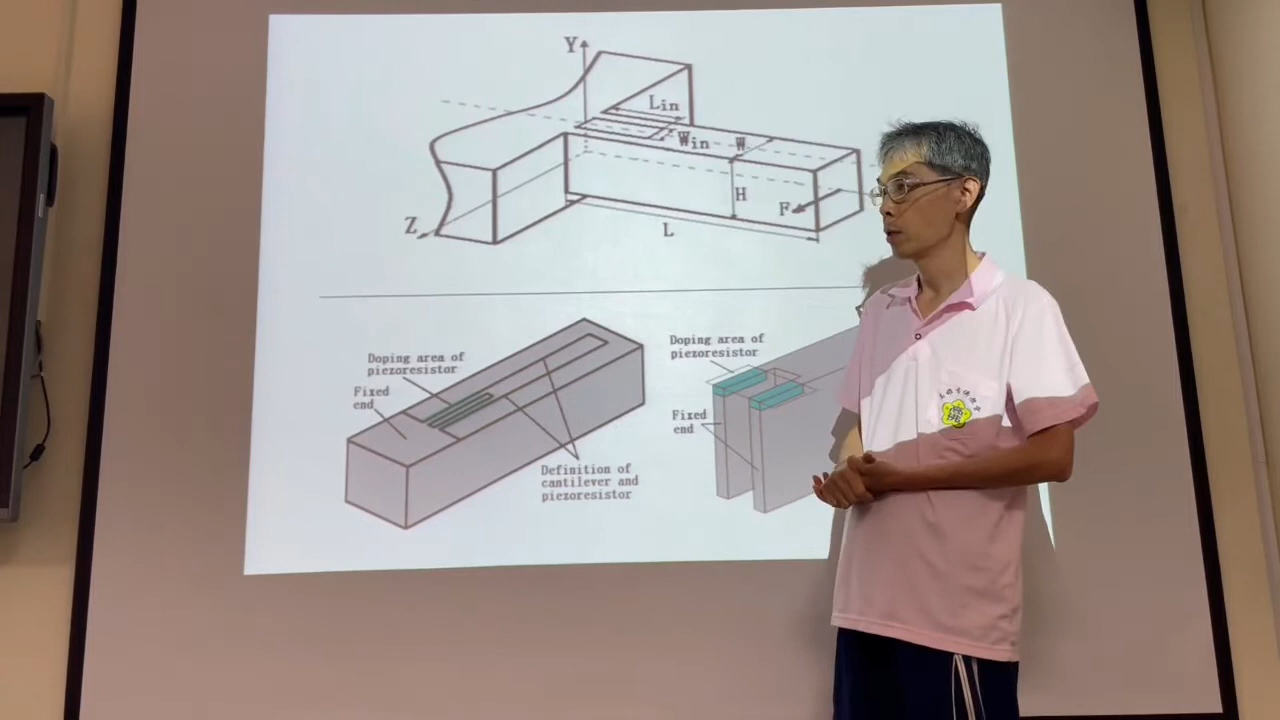 Y
Lin
Win
W
H
F
Z
L
Doping area of
piezoresistor
Fixed
end
Definition of
cantilever and
piezoresistor
Doping area of
piezoresistor
Fixed
end